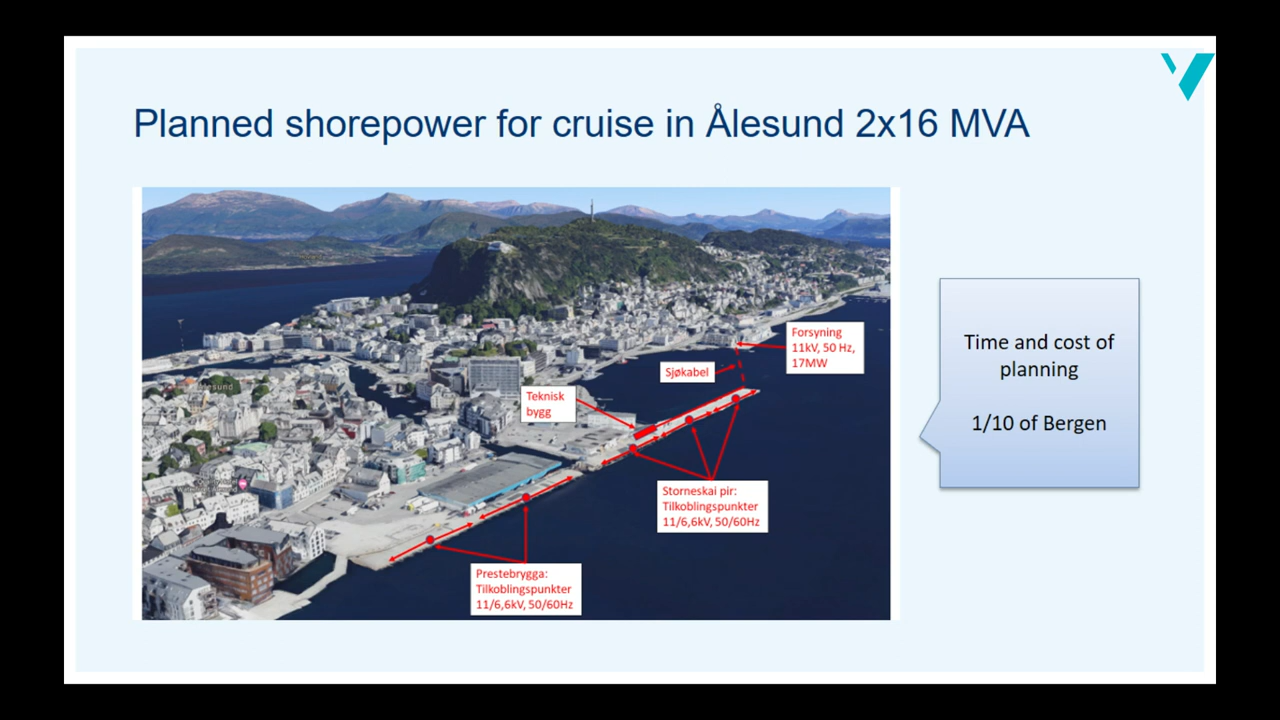 Planned shorepower for cruise in Ålesund 2x16 MVA
Forsyning
11kV, 50 Hz,
17MW
Sjøkabel
Teknisk
bygg
Storneskai pir:
Tilkoblingspunkter
11/6,6kV, 50/60Hz
Prestebrygga:
Tilkoblingspunkter
11/6,6kV, 50/60Hz
Time and cost of
planning
1/10 of Bergen